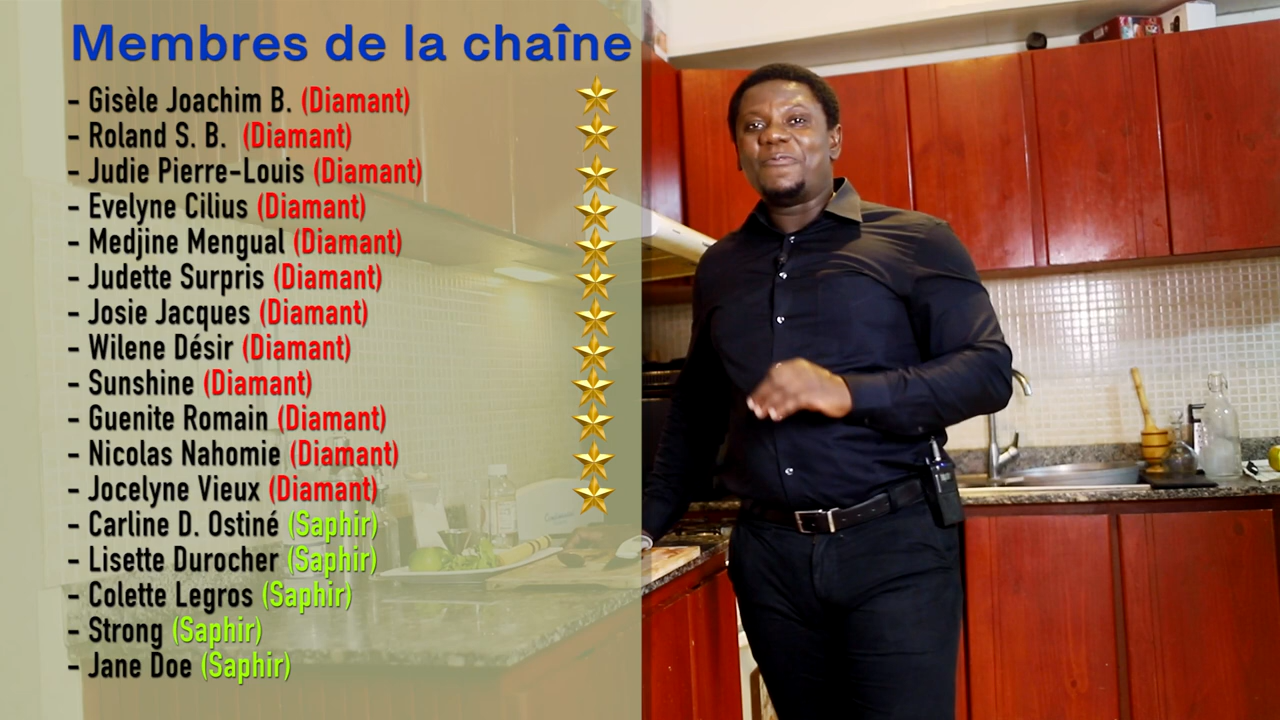 Membres de la chaîne
- Gisèle Joachim B. (Diamant)
- Roland S. B. (Diamant)
- Judie Pierre-Louis (Diamant)
- Evelyne Cilius (Diamant)
- Medjine Mengual (Diamant)
- Judette Surpris (Diamant)
- Josie Jacques (Diamant)
- Wilene Désir (Diamant)
- Sunshine (Diamant)
- Guenite Romain (Diamant)
- Nicolas Nahomie (Diamant)
- Jocelyne Vieux (Diamant)
- Carline D. Ostiné (Saphir)
- Lisette Durocher (Saphir)
- Colette Legros (Saphir)
- Strong (Saphir)
- Jane Doe (Saphir)